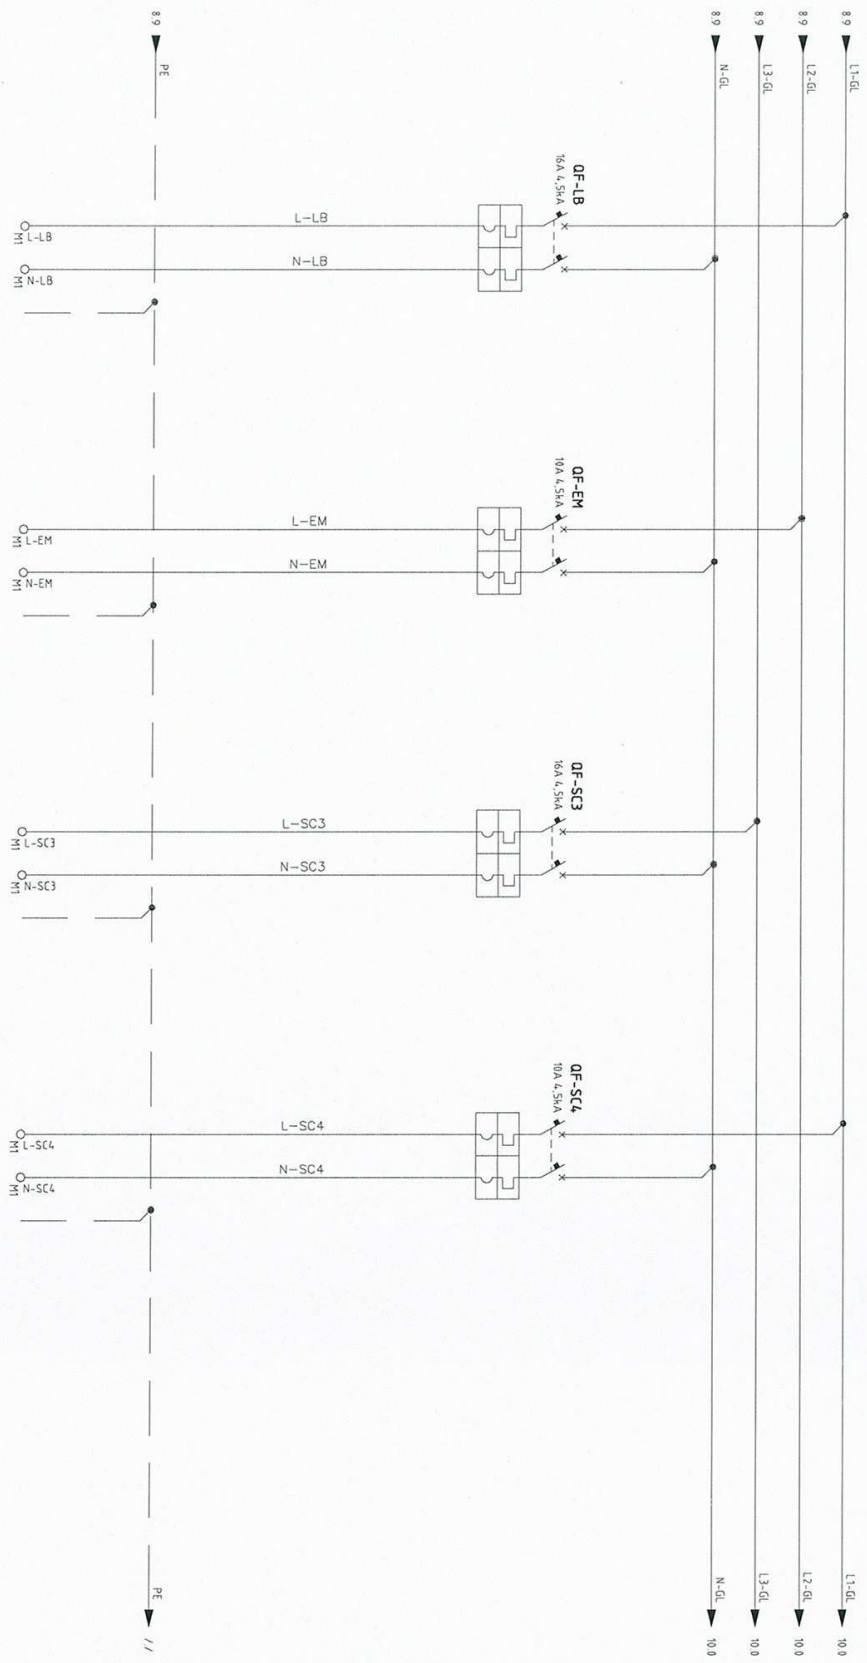 8.9 L1-GL L1-GL 10.0
8.9 L2-GL L2-GL 10.0
8.9 L3-GL L3-GL 10.0
8.9 N-GL N-GL 10.0
QF-LB
16A 4,5kA
QF-EM
10A 4,5kA
QF-SC3
16A 4,5kA
QF-SC4
10A 4,5kA
L-LB
N-LB
L-EM
N-EM
L-SC3
N-SC3
L-SC4
N-SC4
8.9 PE PE //
M1 L-LB
M1 N-LB
M1 L-EM
M1 N-EM
M1 L-SC3
M1 N-SC3
M1 L-SC4
M1 N-SC4